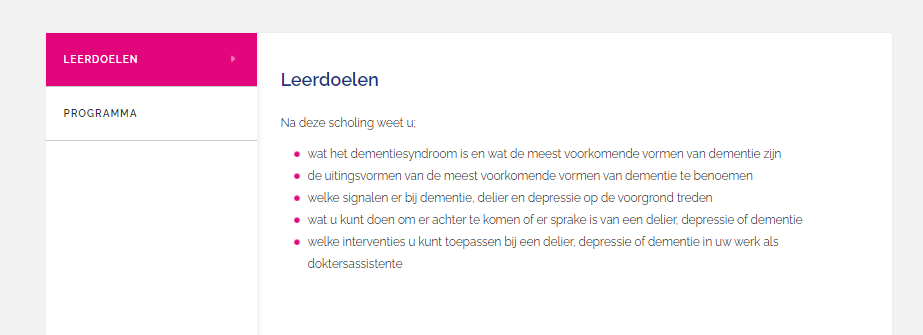 LEERDOELEN
PROGRAMMA
Leerdoelen
Na deze scholing weet u;
wat het dementiesyndroom is en wat de meest voorkomende vormen van dementie zijn
de uitingsvormen van de meest voorkomende vormen van dementie te benoemen
welke signalen er bij dementie, delier en depressie op de voorgrond treden
wat u kunt doen om er achter te komen of er sprake is van een delier, depressie of dementie
welke interventies u kunt toepassen bij een delier, depressie of dementie in uw werk als
doktersassistente